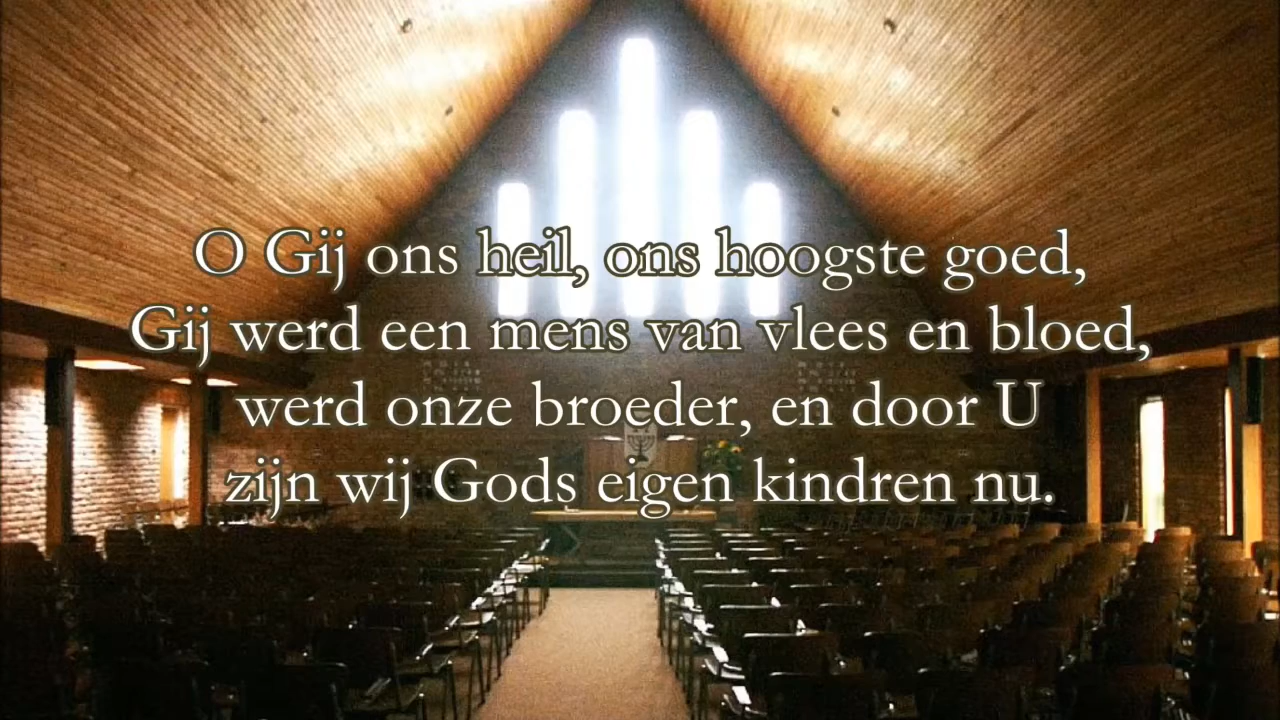 O Gij ons heil, ons hoogste goed,
Gij werd een mens van vlees en bloed,
werd onze broeder, en door U
zijn wij Gods eigen kindren nu.